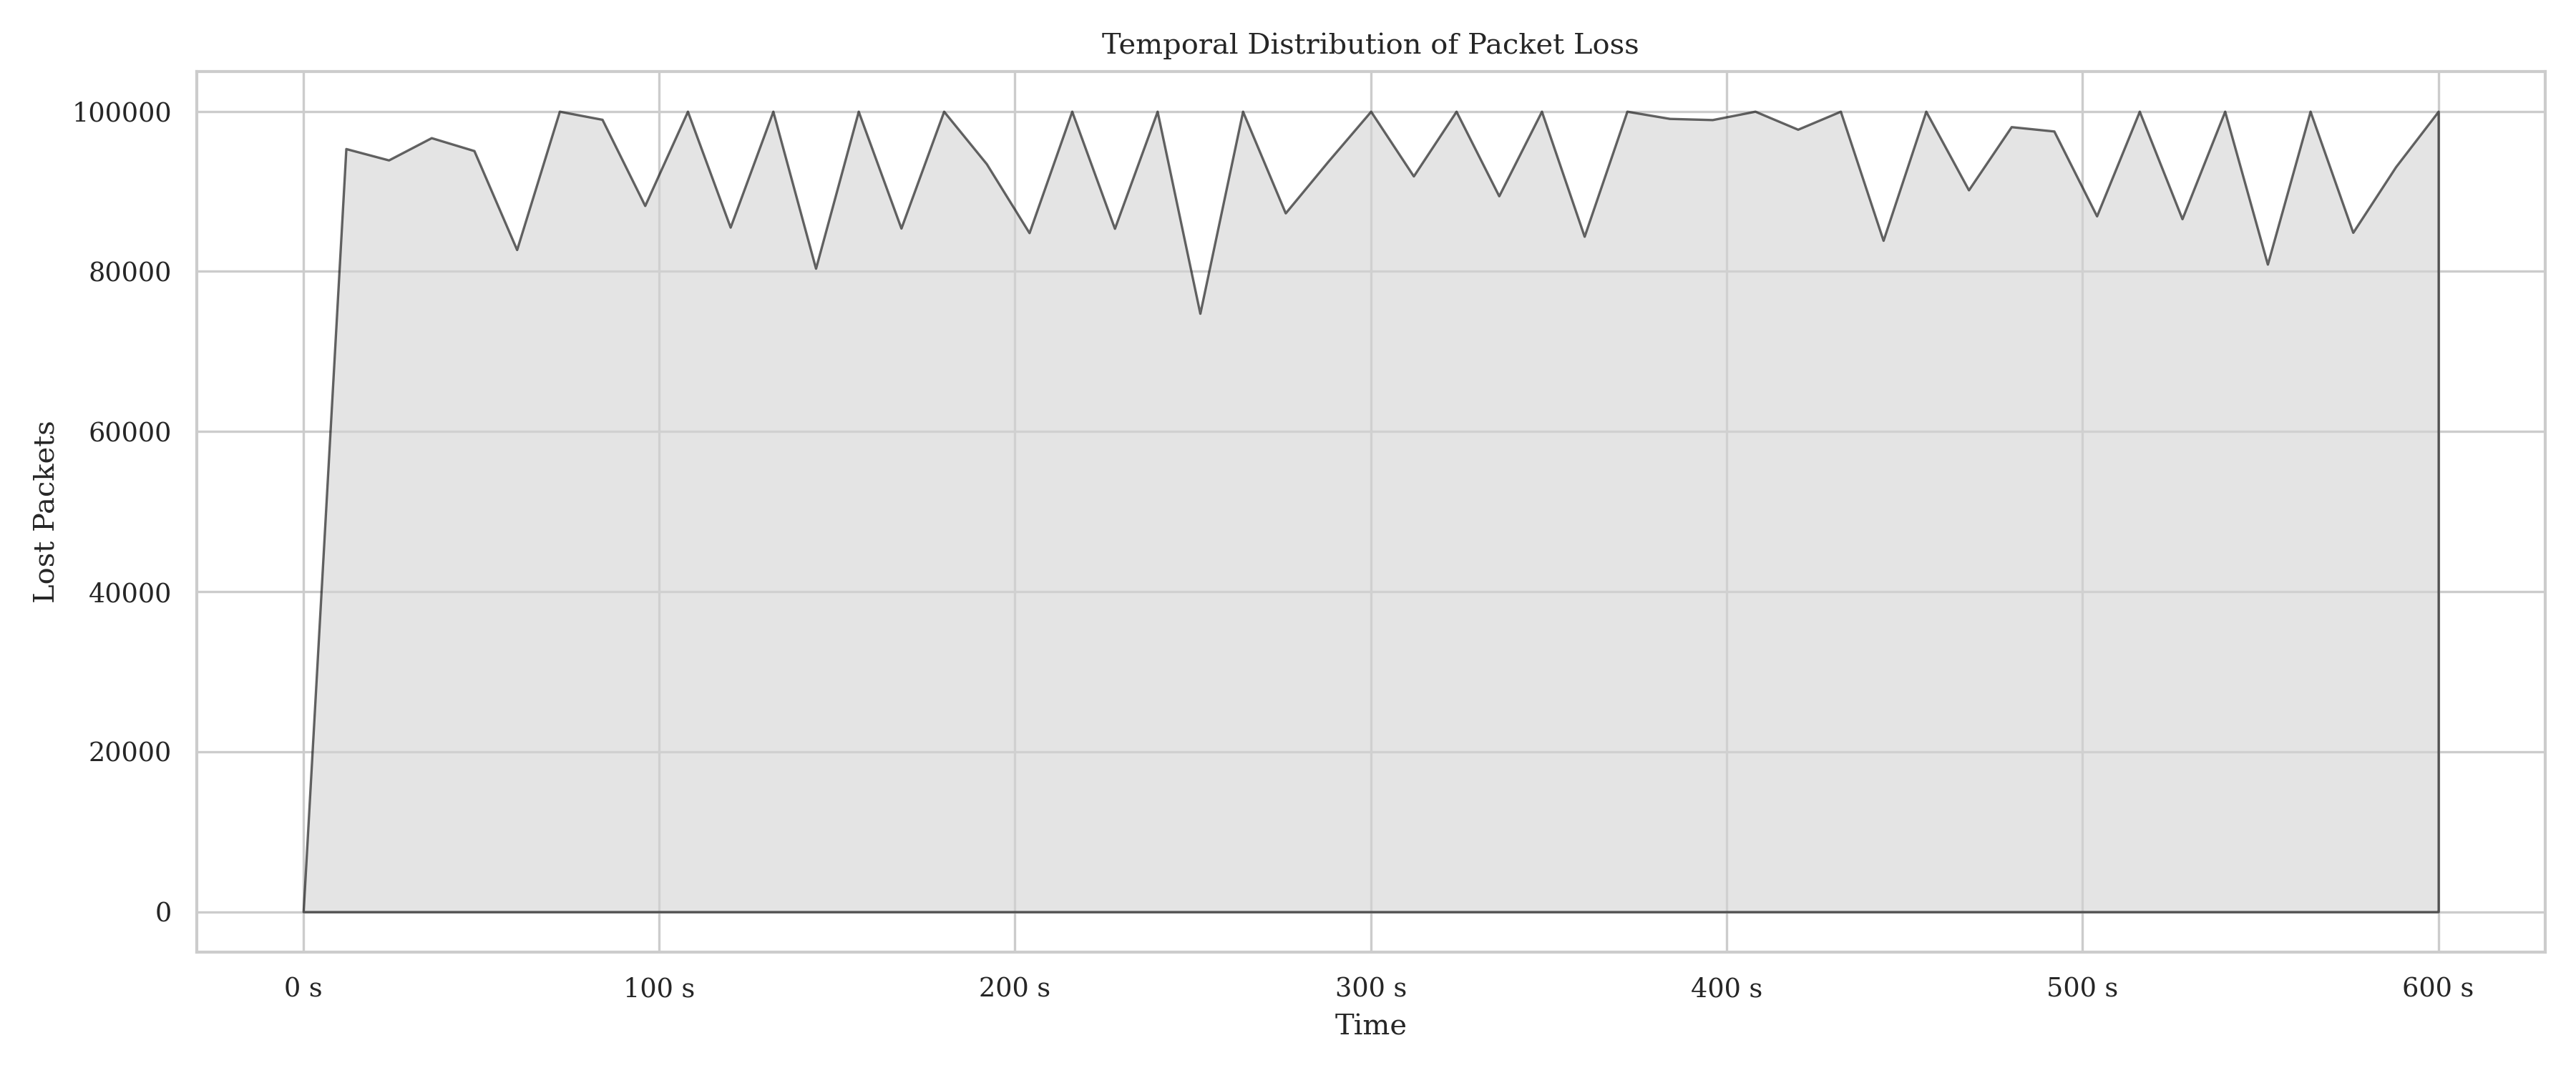 Temporal Distribution of Packet Loss
100000
80000
60000
40000
20000
0
Lost Packets
0 s
100 s
200 s
300 s
400 s
500 s
600 s
Time